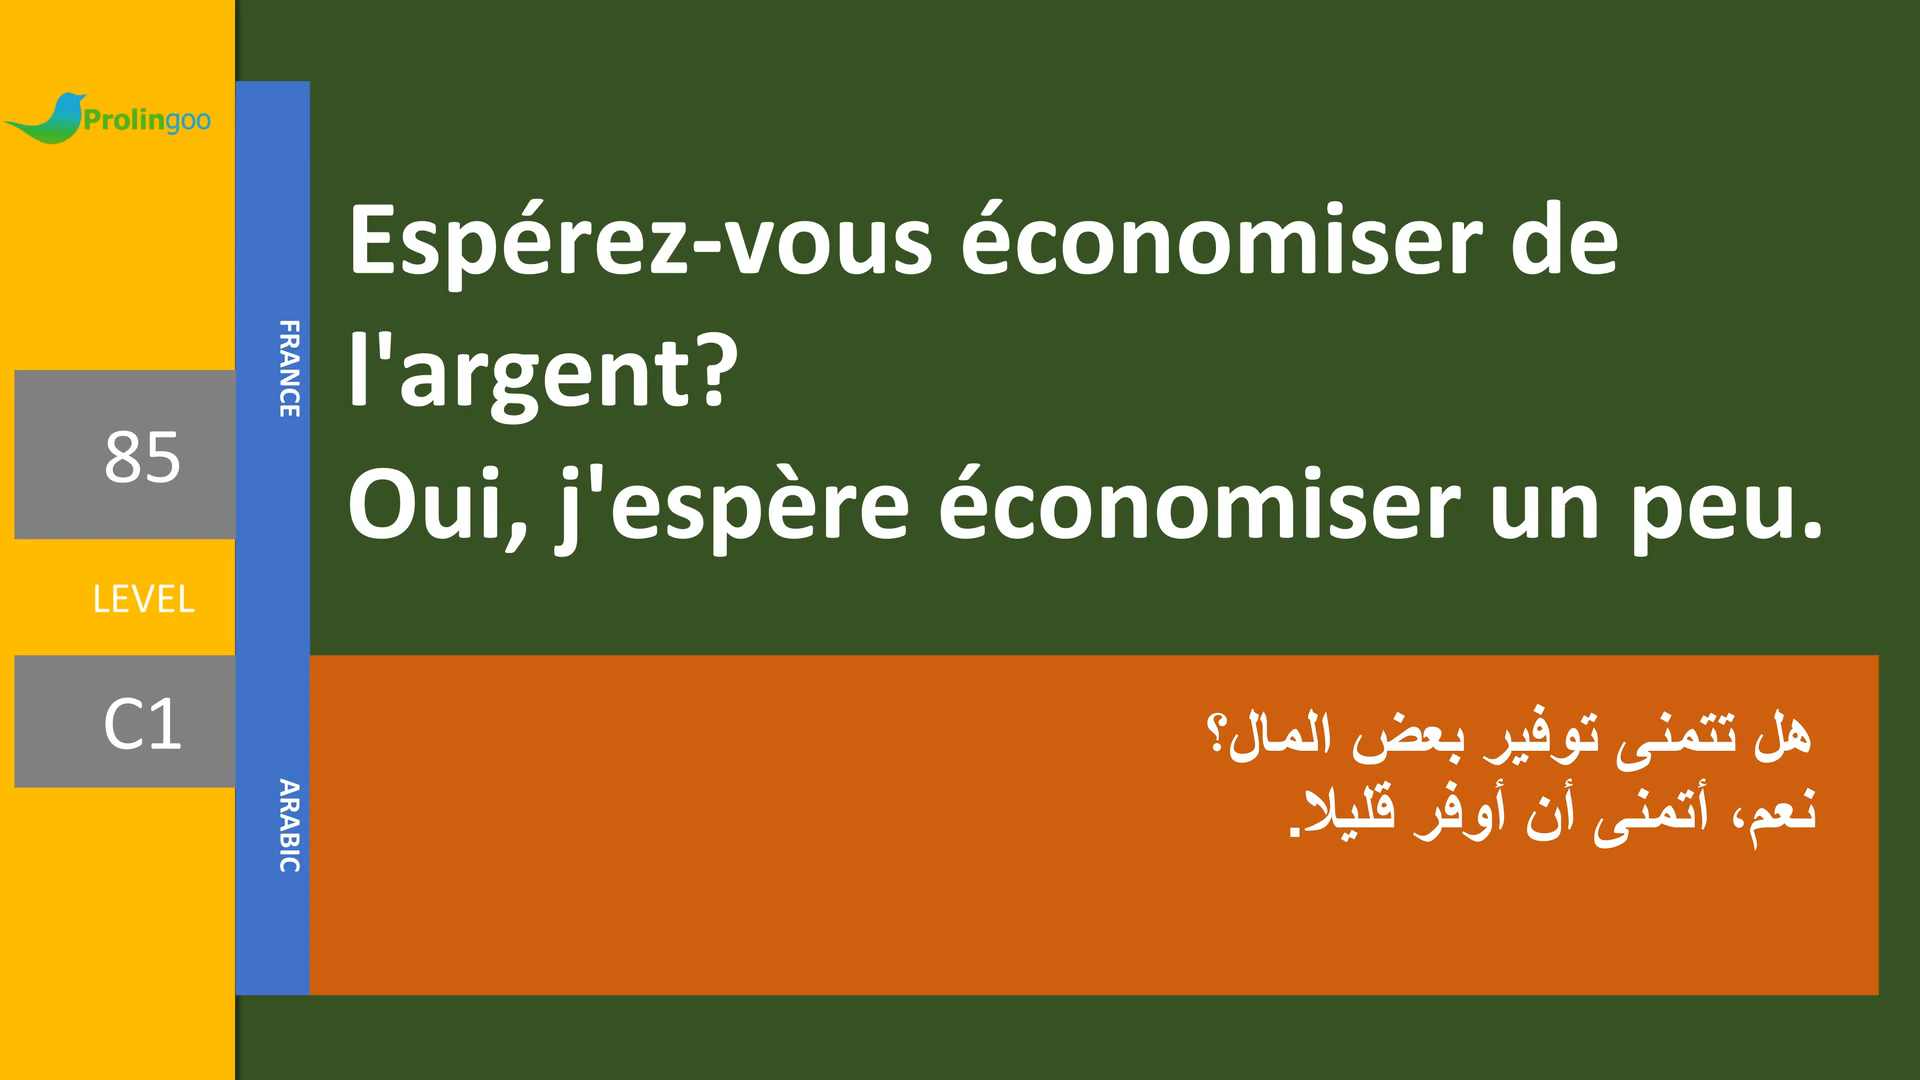 Prolingoo
85
LEVEL
C1
FRANCE
ARABIC
Espérez-vous économiser de
l'argent?
Oui, j'espère économiser un peu.
هل تتمنى توفير بعض المال؟
نعم، أتمنى أن أوفر قليلا.